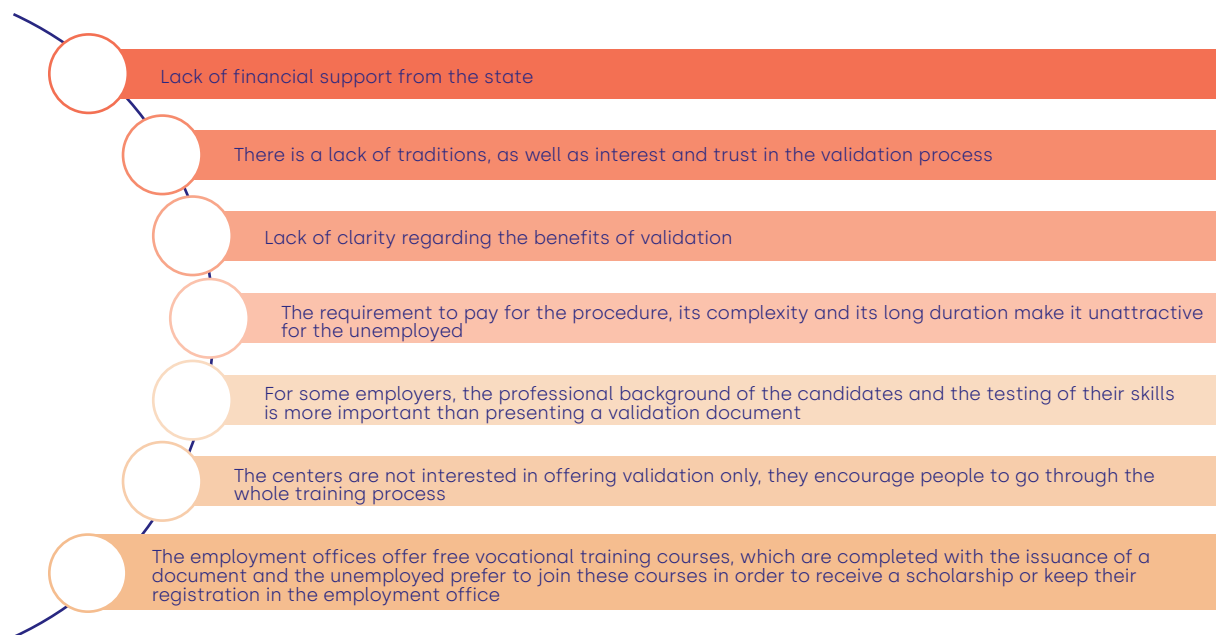 Lack of financial support from the state
There is a lack of traditions, as well as interest and trust in the validation process
Lack of clarity regarding the benefits of validation
The requirement to pay for the procedure, its complexity and its long duration make it unattractive
for the unemployed
For some employers, the professional background of the candidates and the testing of their skills
is more important than presenting a validation document
The centers are not interested in offering validation only, they encourage people to go through the
whole training process
The employment offices offer free vocational training courses, which are completed with the issuance of a
document and the unemployed prefer to join these courses in order to receive a scholarship or keep their
registration in the employment office